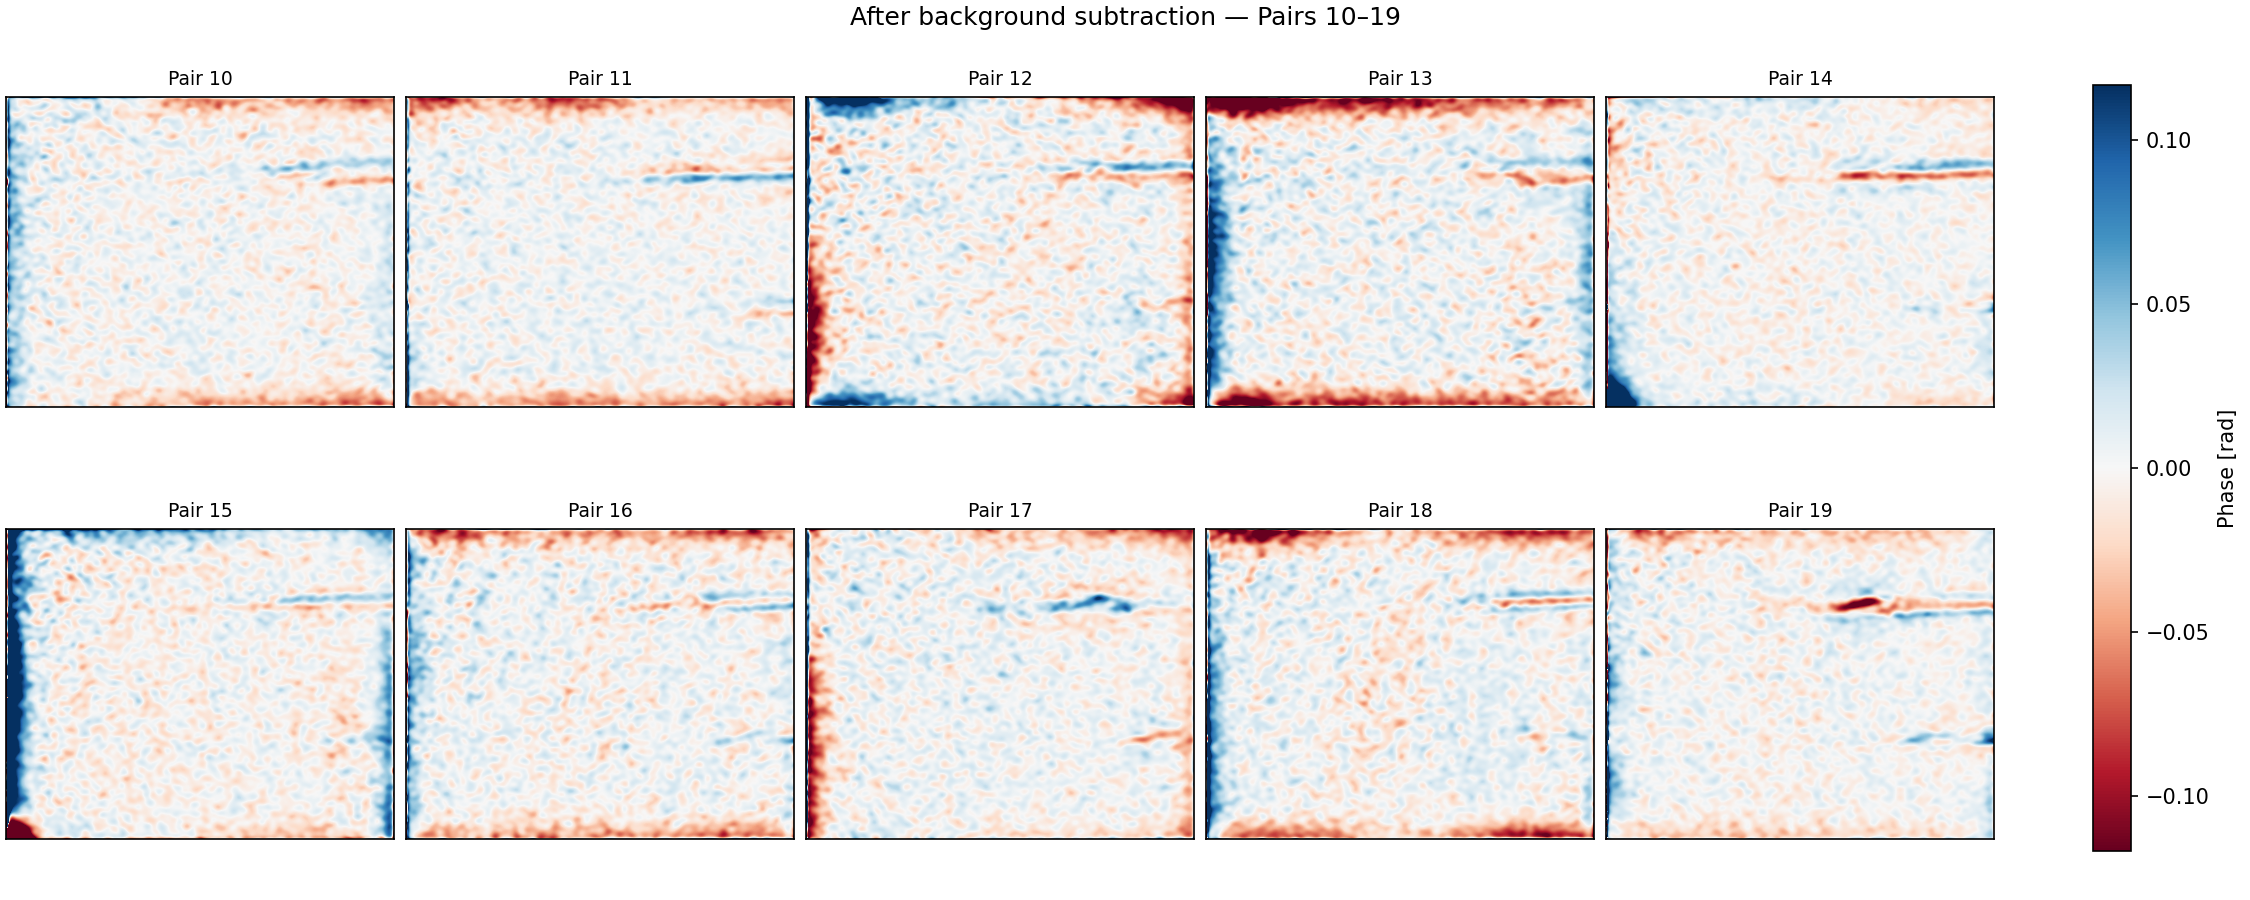 After background subtraction — Pairs 10–19
Pair 10
Pair 11
Pair 12
Pair 13
Pair 14
Pair 15
Pair 16
Pair 17
Pair 18
Pair 19
0.10
0.05
0.00
−0.05
−0.10
Phase [rad]